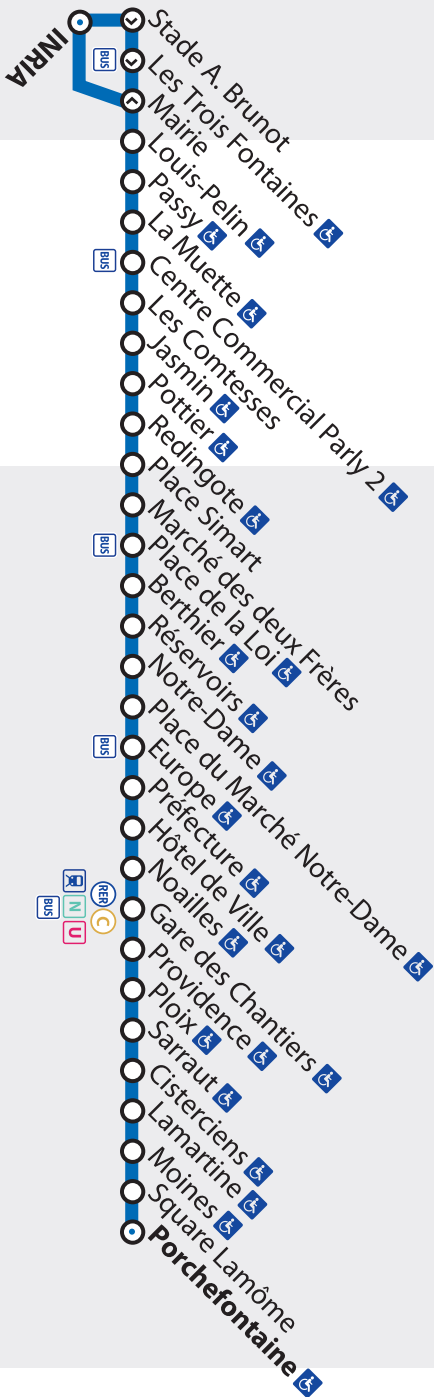 INRIA
Stade A. Brunot
Les Trois Fontaines
BUS
Mairie
Louis-Pelin
Passy
La Muette
Centre Commercial Parly 2
BUS
Les Comtesses
Jasmin
Pottier
Redingote
Place Simart
Marché des deux Frères
Place de la Loi
BUS
Berthier
Réservoirs
Notre-Dame
Place du Marché Notre-Dame
Europe
BUS
Préfecture
Hôtel de Ville
Noailles
Gare des Chantiers
RER C
N U
BUS
Providence
Ploix
Sarraut
Cisterciens
Lamartine
Moines
Square Lamôme
Porchefontaine